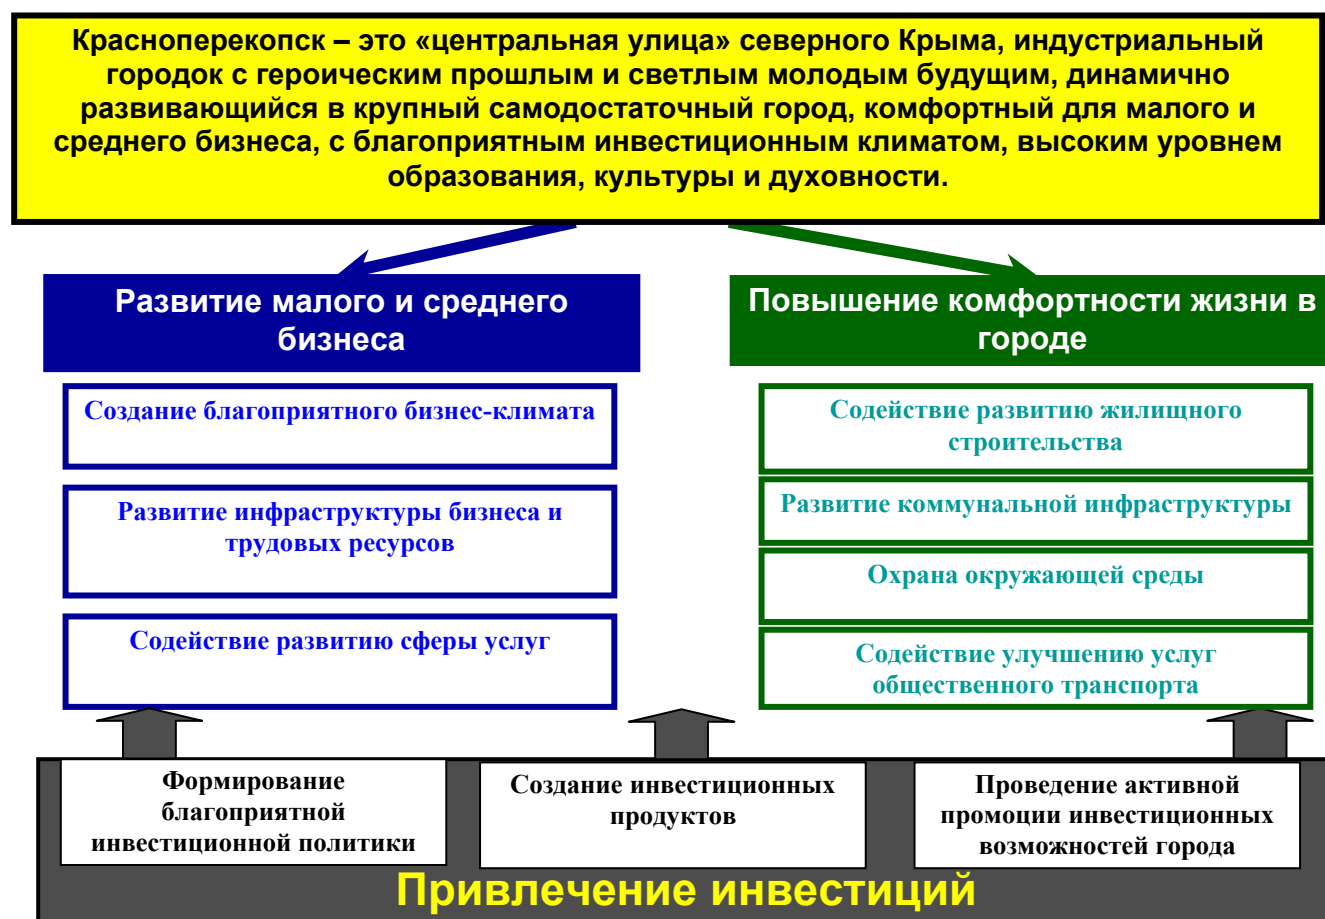 Красноперекопск – это «центральная улица» северного Крыма, индустриальный
городок с героическим прошлым и светлым молодым будущим, динамично
развивающийся в крупный самодостаточный город, комфортный для малого и
среднего бизнеса, с благоприятным инвестиционным климатом, высоким уровнем
образования, культуры и духовности.
Развитие малого и среднего
бизнеса
Создание благоприятного бизнес-климата
Развитие инфраструктуры бизнеса и
трудовых ресурсов
Содействие развитию сферы услуг
Повышение комфортности жизни в
городе
Содействие развитию жилищного
строительства
Развитие коммунальной инфраструктуры
Охрана окружающей среды
Содействие улучшению услуг
общественного транспорта
Формирование
благоприятной
инвестиционной политики
Создание инвестиционных
продуктов
Проведение активной
промоции инвестиционных
возможностей города
Привлечение инвестиций